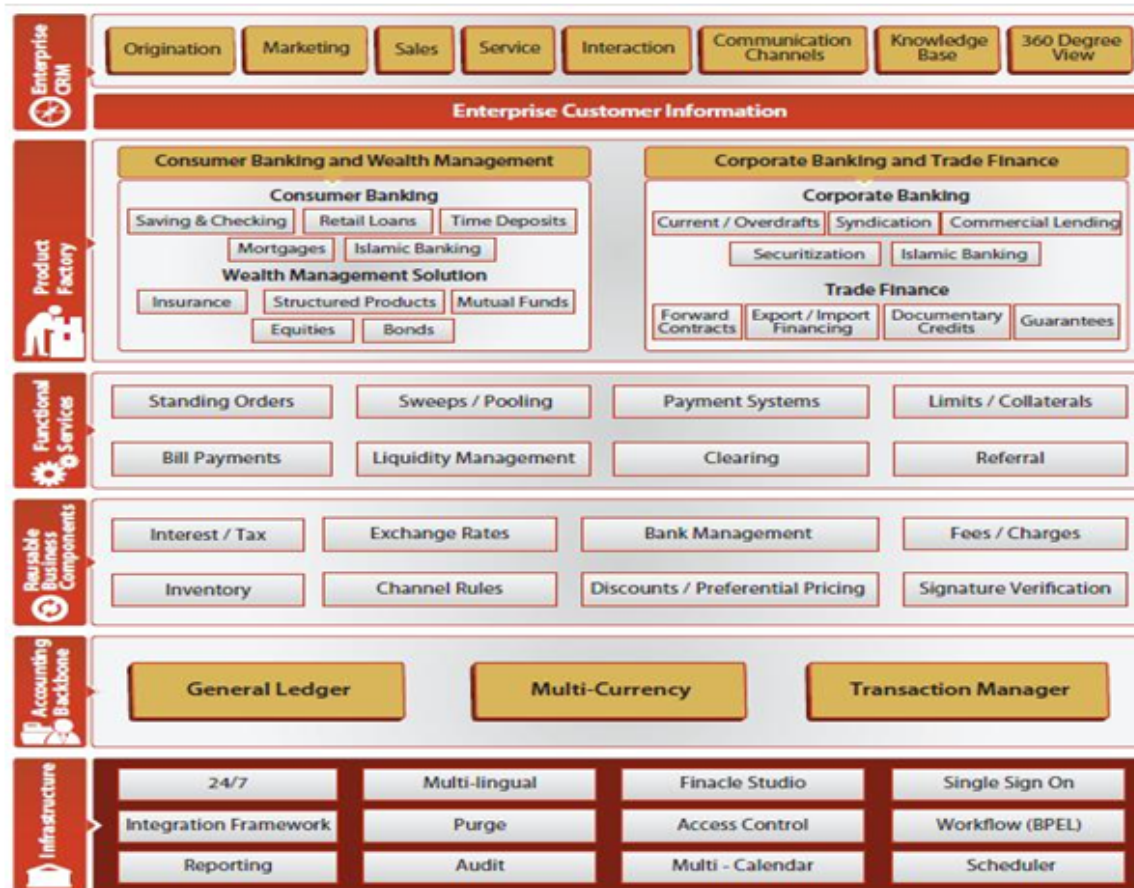 Enterprise
CRM
Origination
Marketing
Sales
Service
Interaction
Communication
Channels
Knowledge
Base
360 Degree
View
Enterprise Customer Information
Product
Factory
Consumer Banking and Wealth Management
Consumer Banking
Saving & Checking
Retail Loans
Time Deposits
Mortgages
Islamic Banking
Wealth Management Solution
Insurance
Structured Products
Mutual Funds
Equities
Bonds
Corporate Banking and Trade Finance
Corporate Banking
Current / Overdrafts
Syndication
Commercial Lending
Securitization
Islamic Banking
Trade Finance
Forward
Contracts
Export / Import
Financing
Documentary
Credits
Guarantees
Functional
Services
Standing Orders
Sweeps / Pooling
Payment Systems
Limits / Collaterals
Bill Payments
Liquidity Management
Clearing
Referral
Reusable
Business
Components
Interest / Tax
Exchange Rates
Bank Management
Fees / Charges
Inventory
Channel Rules
Discounts / Preferential Pricing
Signature Verification
Accounting
Backbone
General Ledger
Multi-Currency
Transaction Manager
Infrastructure
24/7
Multi-lingual
Finacle Studio
Single Sign On
Integration Framework
Purge
Access Control
Workflow (BPEL)
Reporting
Audit
Multi - Calendar
Scheduler